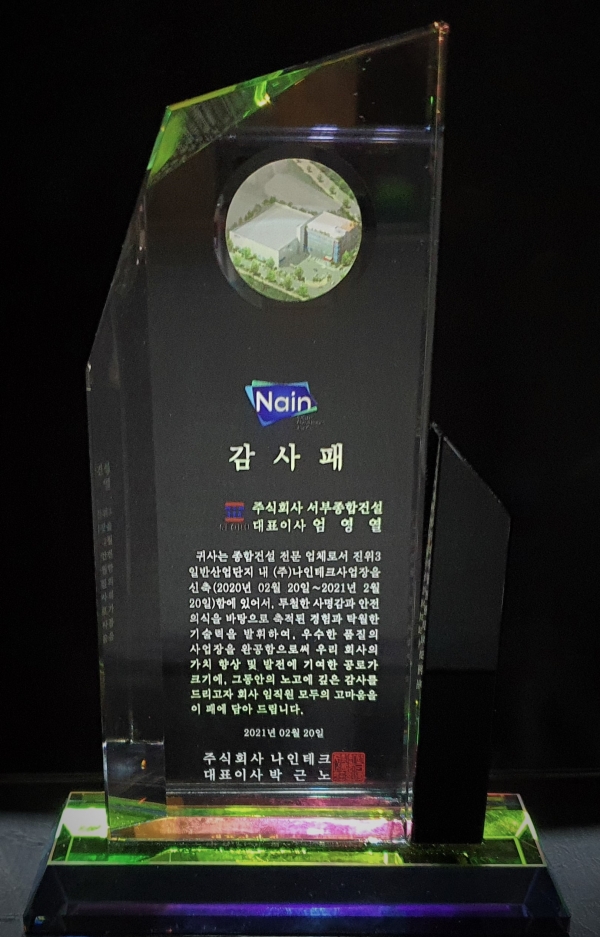 Nain
감사패
주식회사 서부종합건설
대표이사 엄영열
귀사는 종합건설 전문 업체로서 진위3
일반산업단지 내 (주)나인테크사업장을
신축(2020년 02월 20일~2021년 2월
20일)함에 있어서, 투철한 사명감과 안전
의식을 바탕으로 축적된 경험과 탁월한
기술력을 발휘하여, 우수한 품질의
사업장을 완공함으로써 우리 회사의
가치 향상 및 발전에 기여한 공로가
크기에, 그동안의 노고에 깊은 감사를
드리고자 회사 임직원 모두의 고마움을
이 패에 담아 드립니다.
2021년 02월 20일
주식회사 나인테크
대표이사 박근노